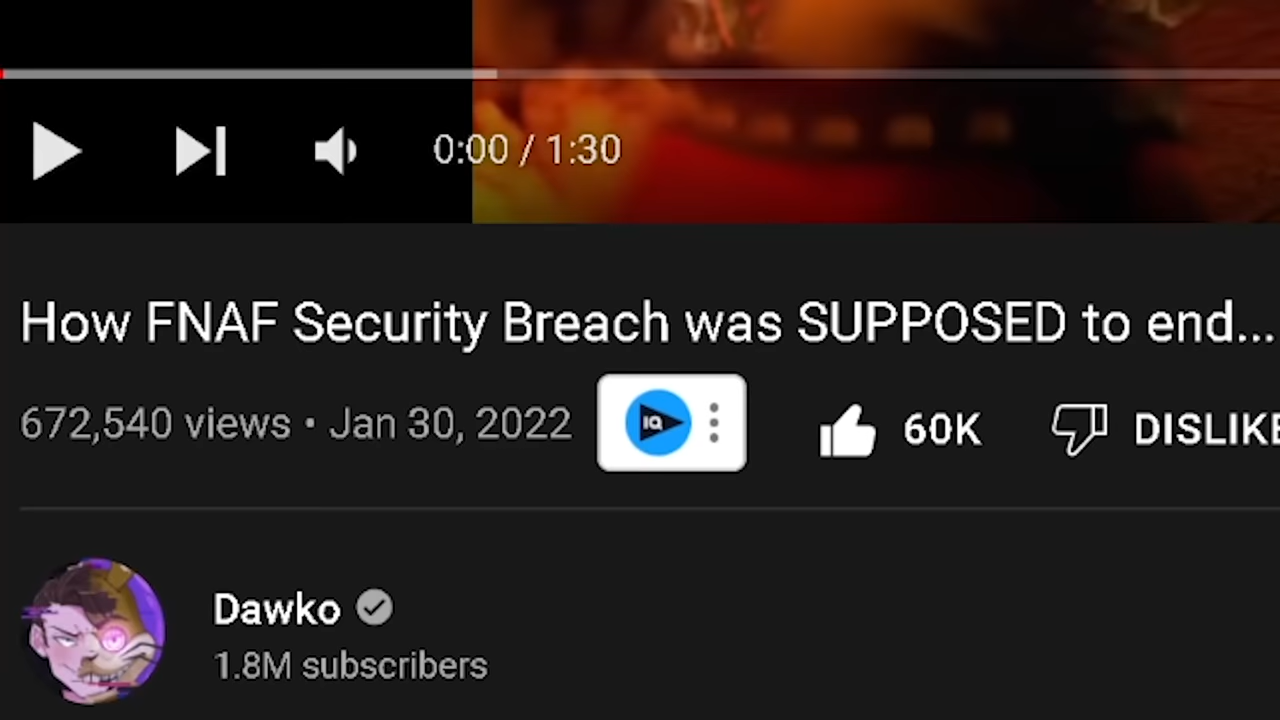 0:00 / 1:30
How FNAF Security Breach was SUPPOSED to end...
672,540 views • Jan 30, 2022 IQ 60K DISLIKE
Dawko
1.8M subscribers